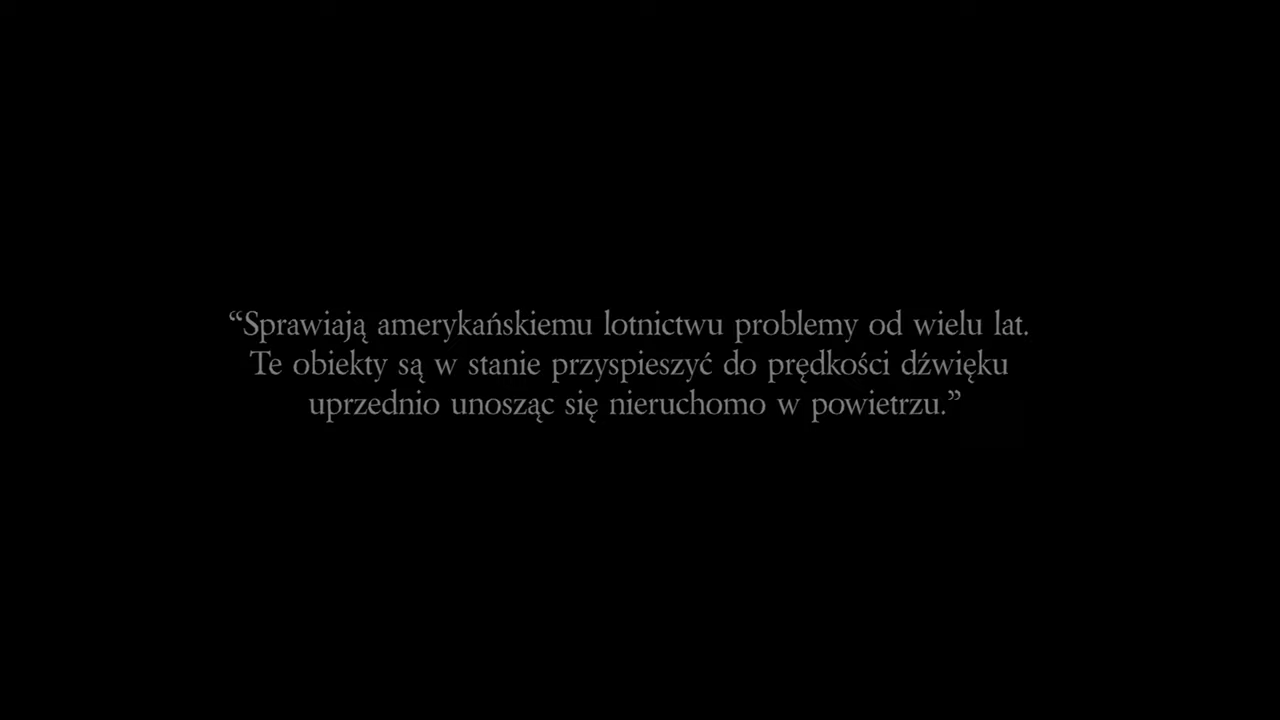 “Sprawiają amerykańskiemu lotnictwu problemy od wielu lat.
Te obiekty są w stanie przyspieszyć do prędkości dźwięku
uprzednio unosząc się nieruchomo w powietrzu.”